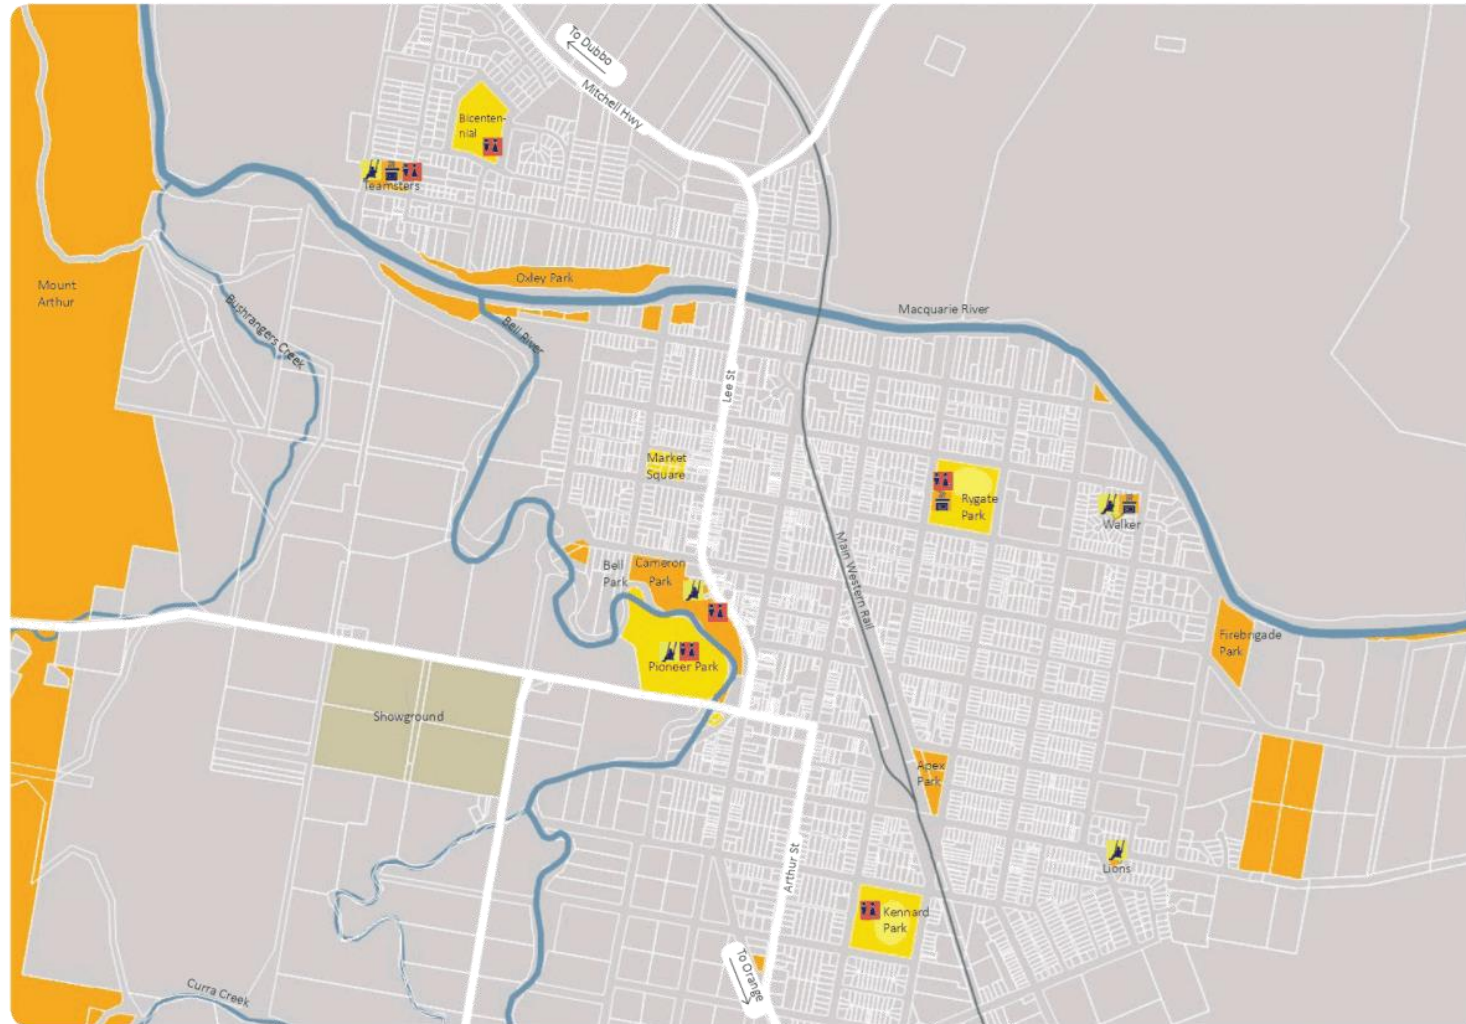 To Dubbo
Mitchell Hwy
Bicenten-
nial
Teamsters
Mount
Arthur
Oxley Park
Bushrangers Creek
Bell River
Macquarie River
Lee St
Market
Square
Rygate
Park
Walker
Main Western Rail
Bell
Park
Cameron
Park
Pioneer Park
Firebrigade
Park
Showground
Apex
Park
Arthur St
Lions
Kennard
Park
To Orange
Curra Creek